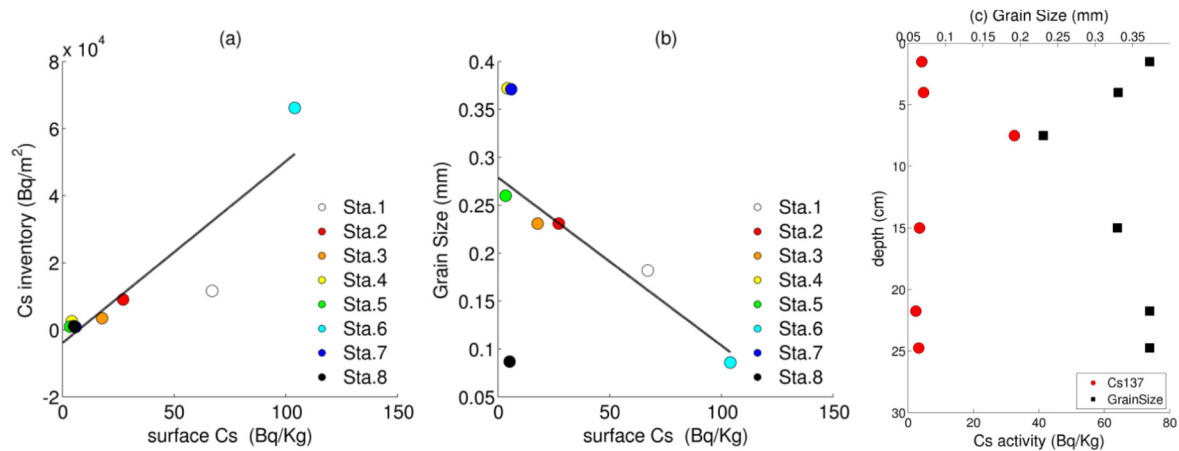 (a)
× 10⁴
8
6
4
2
0
-2
0
50
100
150
Cs inventory (Bq/m²)
surface Cs (Bq/Kg)
Sta.1
Sta.2
Sta.3
Sta.4
Sta.5
Sta.6
Sta.7
Sta.8
(b)
0.4
0.35
0.3
0.25
0.2
0.15
0.1
0.05
0
50
100
150
Grain Size (mm)
surface Cs (Bq/Kg)
Sta.1
Sta.2
Sta.3
Sta.4
Sta.5
Sta.6
Sta.7
Sta.8
(c) Grain Size (mm)
0.05 0.1 0.15 0.2 0.25 0.3 0.35
0
5
10
15
20
25
30
depth (cm)
Cs137
GrainSize
0 20 40 60 80
Cs activity (Bq/Kg)